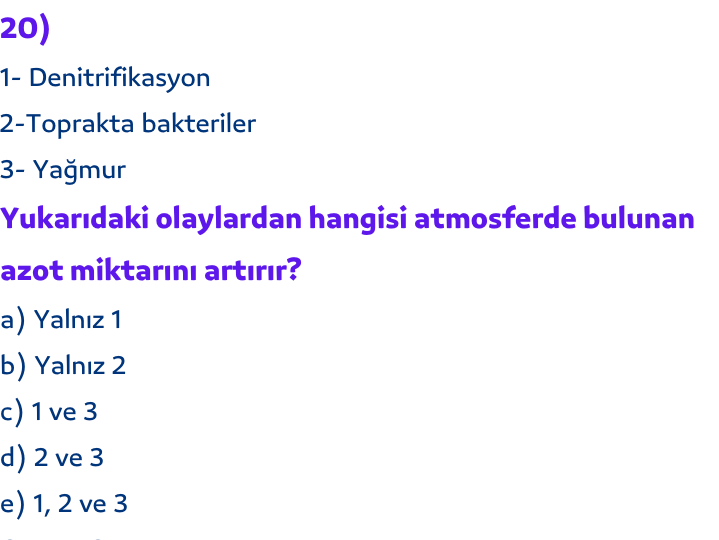 20)
1- Denitrifikasyon
2-Toprakta bakteriler
3- Yağmur
Yukarıdaki olaylardan hangisi atmosferde bulunan
azot miktarını artırır?
a) Yalnız 1
b) Yalnız 2
c) 1 ve 3
d) 2 ve 3
e) 1, 2 ve 3